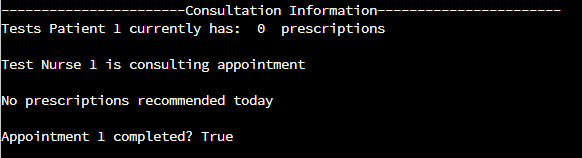 -----------------------Consultation Information-----------------------
Tests Patient 1 currently has:  0  prescriptions
Test Nurse 1 is consulting appointment
No prescriptions recommended today
Appointment 1 completed? True